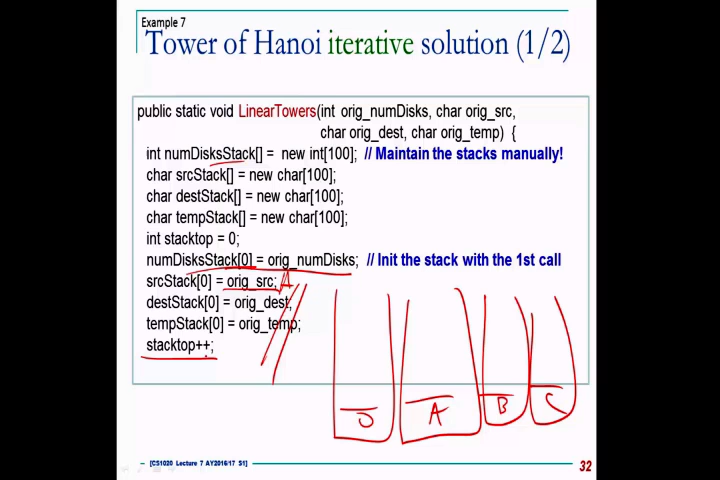 Example 7
Tower of Hanoi iterative solution (1/2)
public static void LinearTowers(int orig_numDisks, char orig_src,
char orig_dest, char orig_temp) {
int numDisksStack[] = new int[100]; // Maintain the stacks manually!
char srcStack[] = new char[100];
char destStack[] = new char[100];
char tempStack[] = new char[100];
int stacktop = 0;
numDisksStack[0] = orig_numDisks; // Init the stack with the 1st call
srcStack[0] = orig_src; A
destStack[0] = orig_dest;
tempStack[0] = orig_temp;
stacktop++;
A B C
[CS1020 Lecture 7 AY2016/17 S1]
32